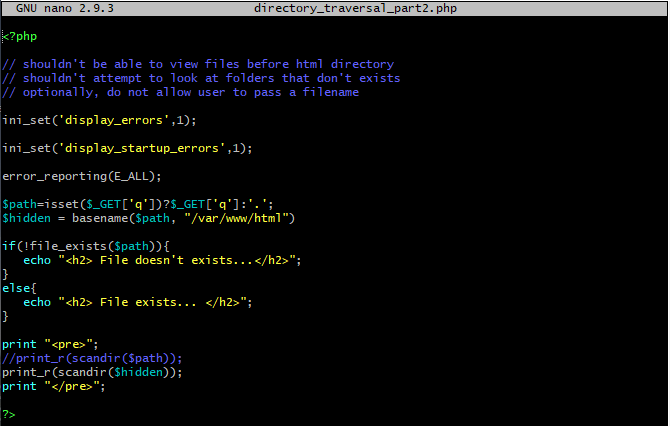 GNU nano 2.9.3 directory_traversal_part2.php
<?php
// shouldn't be able to view files before html directory
// shouldn't attempt to look at folders that don't exists
// optionally, do not allow user to pass a filename
ini_set('display_errors',1);
ini_set('display_startup_errors',1);
error_reporting(E_ALL);
$path=isset($_GET['q'])?$_GET['q']:'.';
$hidden = basename($path, "/var/www/html")
if(!file_exists($path)){
   echo "<h2> File doesn't exists...</h2>";
}
else{
   echo "<h2> File exists... </h2>";
}
print "<pre>";
//print_r(scandir($path));
print_r(scandir($hidden));
print "</pre>";
?>